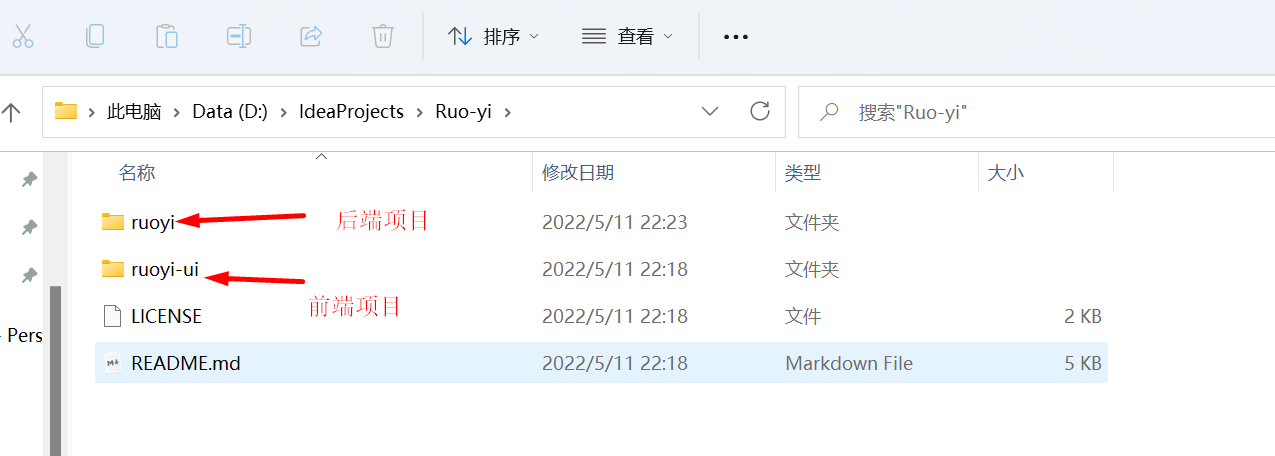 排序 查看
此电脑 Data (D:) IdeaProjects Ruo-yi 搜索"Ruo-yi"
名称 修改日期 类型 大小
ruoyi 后端项目 2022/5/11 22:23 文件夹
ruoyi-ui 2022/5/11 22:18 文件夹
前端项目
LICENSE 2022/5/11 22:18 文件 2 KB
Pers
README.md 2022/5/11 22:18 Markdown File 5 KB